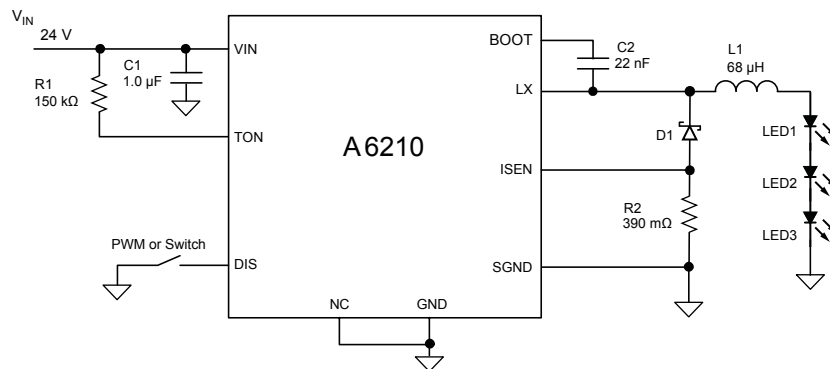 VIN
24 V
R1
150 kΩ
C1
1.0 µF
VIN
TON
A6210
PWM or Switch
DIS
NC
GND
BOOT
LX
ISEN
SGND
C2
22 nF
L1
68 µH
D1
R2
390 mΩ
LED1
LED2
LED3